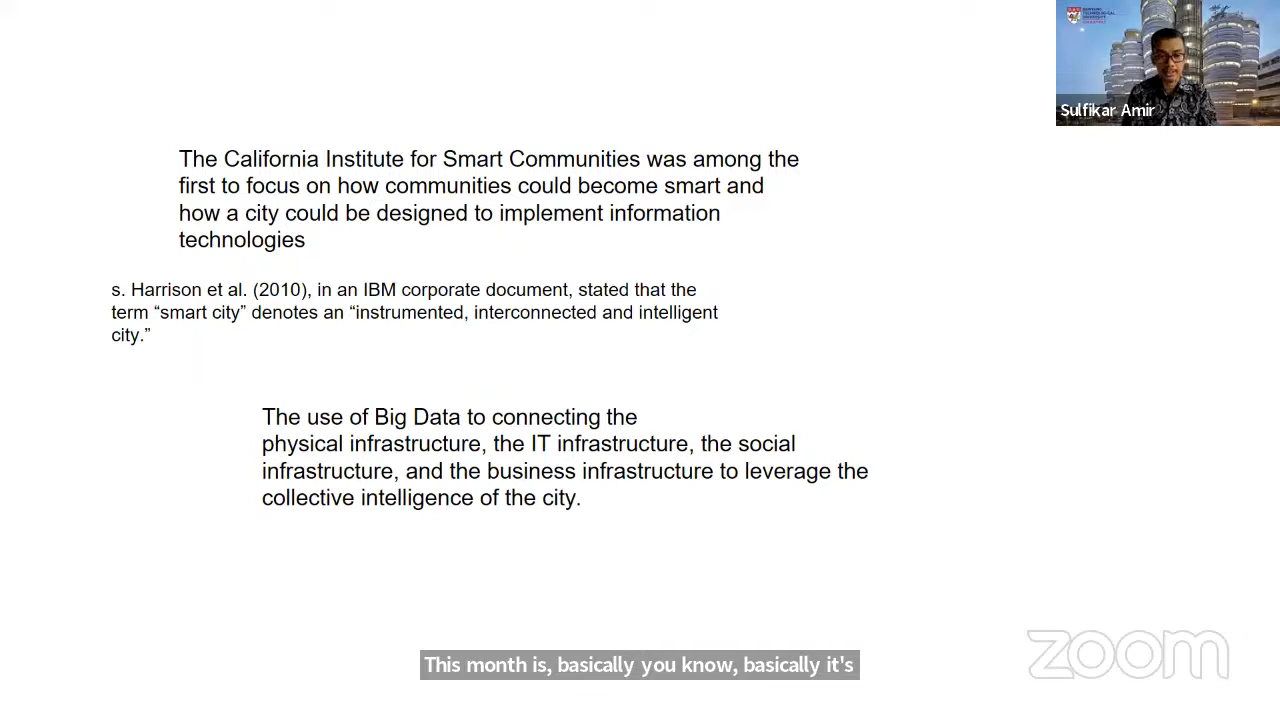 The California Institute for Smart Communities was among the
first to focus on how communities could become smart and
how a city could be designed to implement information
technologies
s. Harrison et al. (2010), in an IBM corporate document, stated that the
term “smart city” denotes an “instrumented, interconnected and intelligent
city.”
The use of Big Data to connecting the
physical infrastructure, the IT infrastructure, the social
infrastructure, and the business infrastructure to leverage the
collective intelligence of the city.
NANYANG
TECHNOLOGICAL
UNIVERSITY
Sulfikar Amir
This month is, basically you know, basically it's
zoom